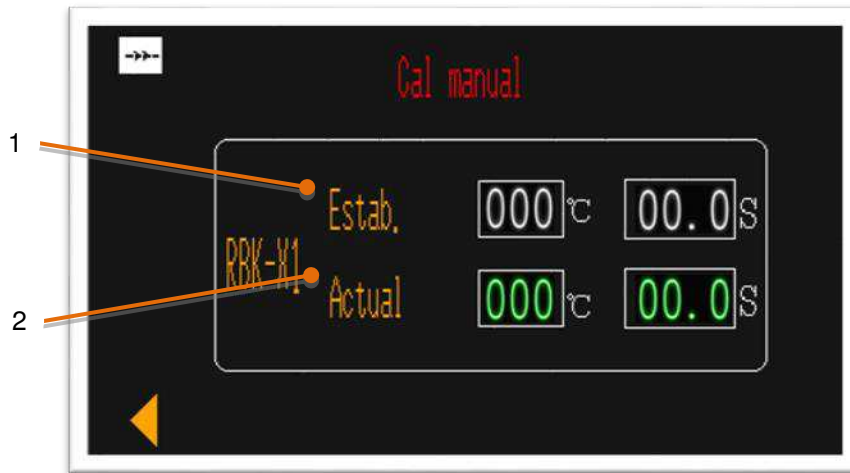 Cal manual
1
Estab. 000 ℃ 00.0 S
RBK-X1
2
Actual 000 ℃ 00.0 S